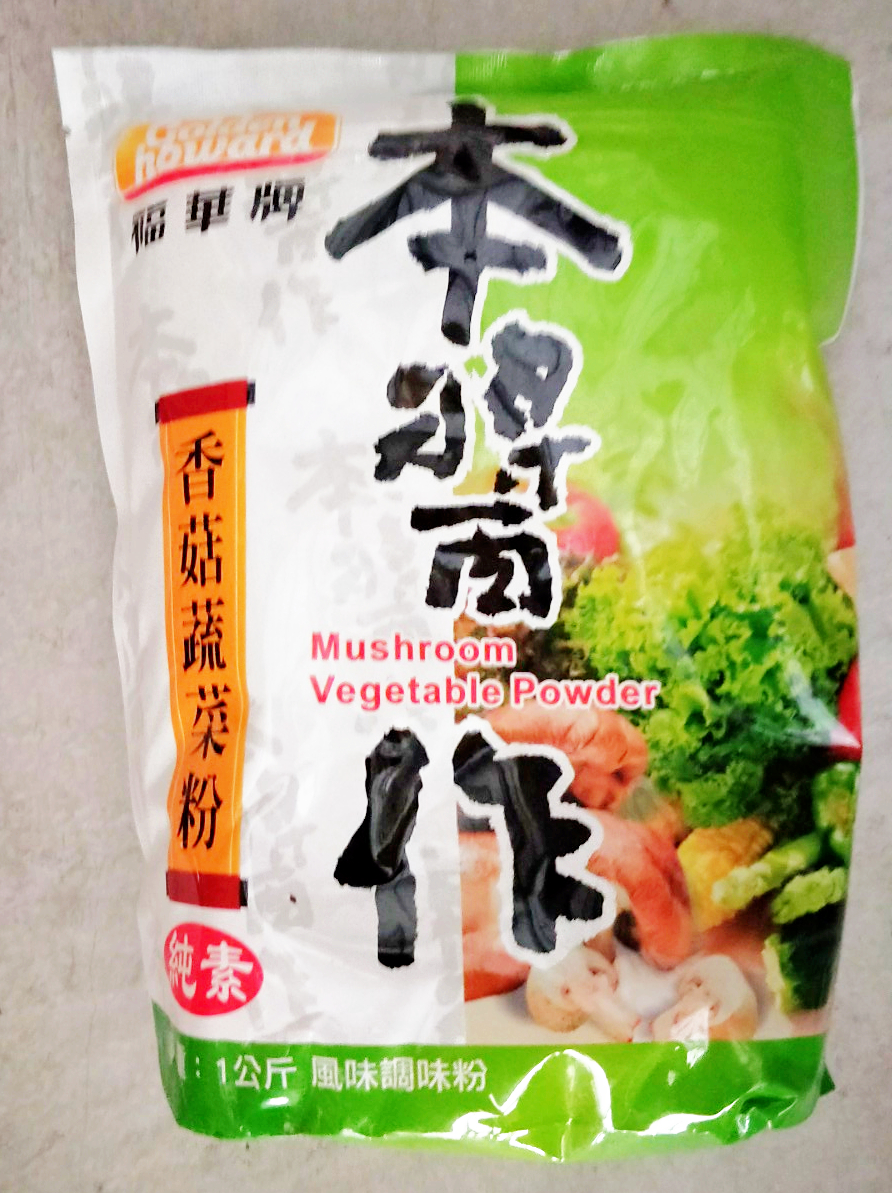 Golden
howard
福華牌
本醬作
香菇蔬菜粉
Mushroom
Vegetable Powder
純素
：1公斤 風味調味粉